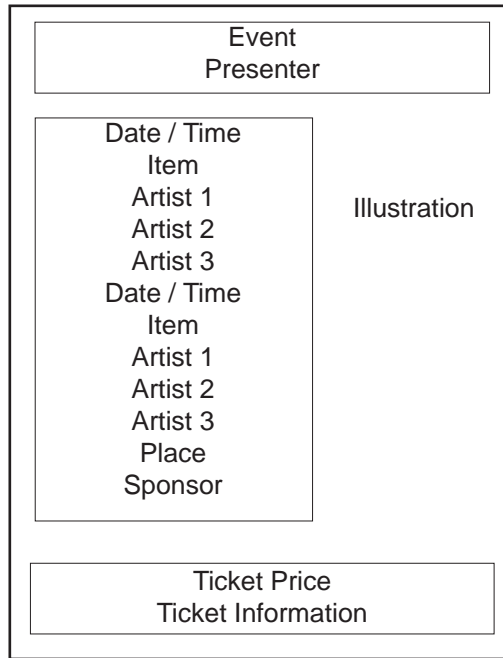 Event
Presenter
Date / Time
Item
Artist 1
Artist 2
Artist 3
Date / Time
Item
Artist 1
Artist 2
Artist 3
Place
Sponsor
Illustration
Ticket Price
Ticket Information